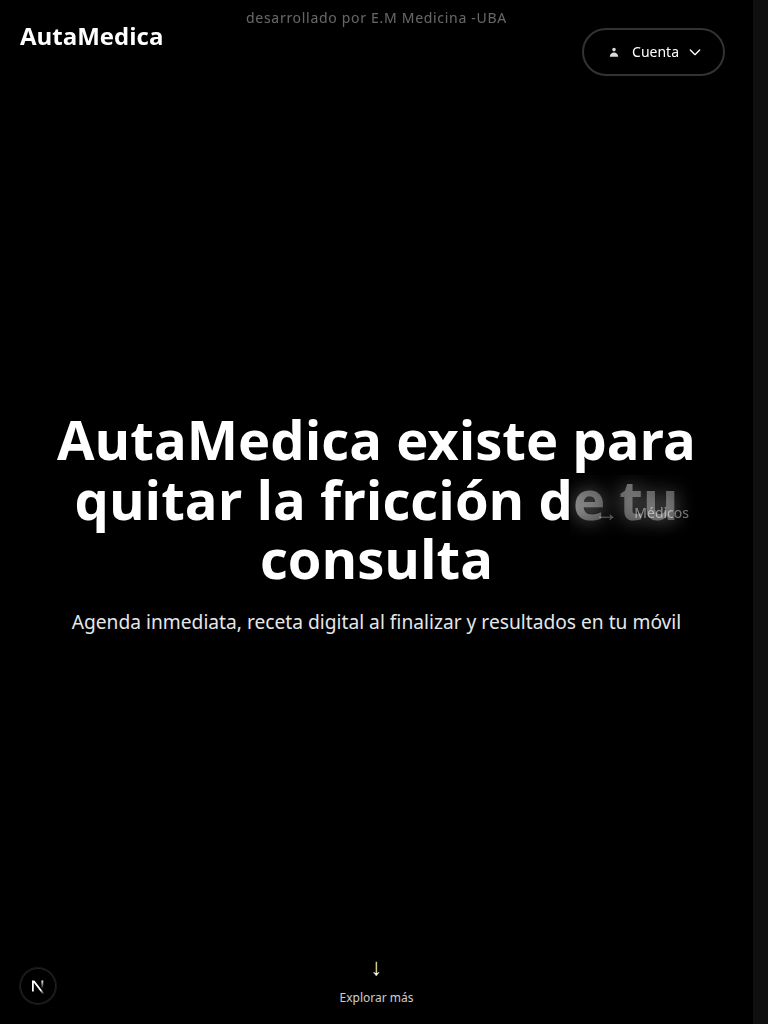 desarrollado por E.M Medicina -UBA
AutaMedica
Cuenta
AutaMedica existe para
quitar la fricción de tu
consulta
→ Médicos
Agenda inmediata, receta digital al finalizar y resultados en tu móvil
↓
Explorar más
N